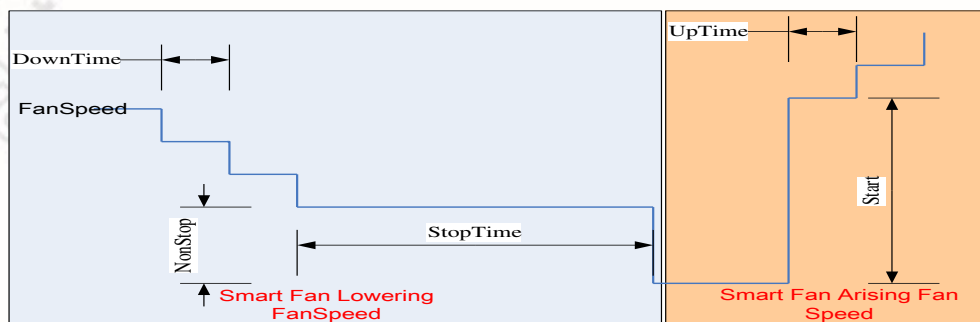 DownTime
FanSpeed
NonStop
StopTime
Smart Fan Lowering
FanSpeed
UpTime
Start
Smart Fan Arising Fan
Speed